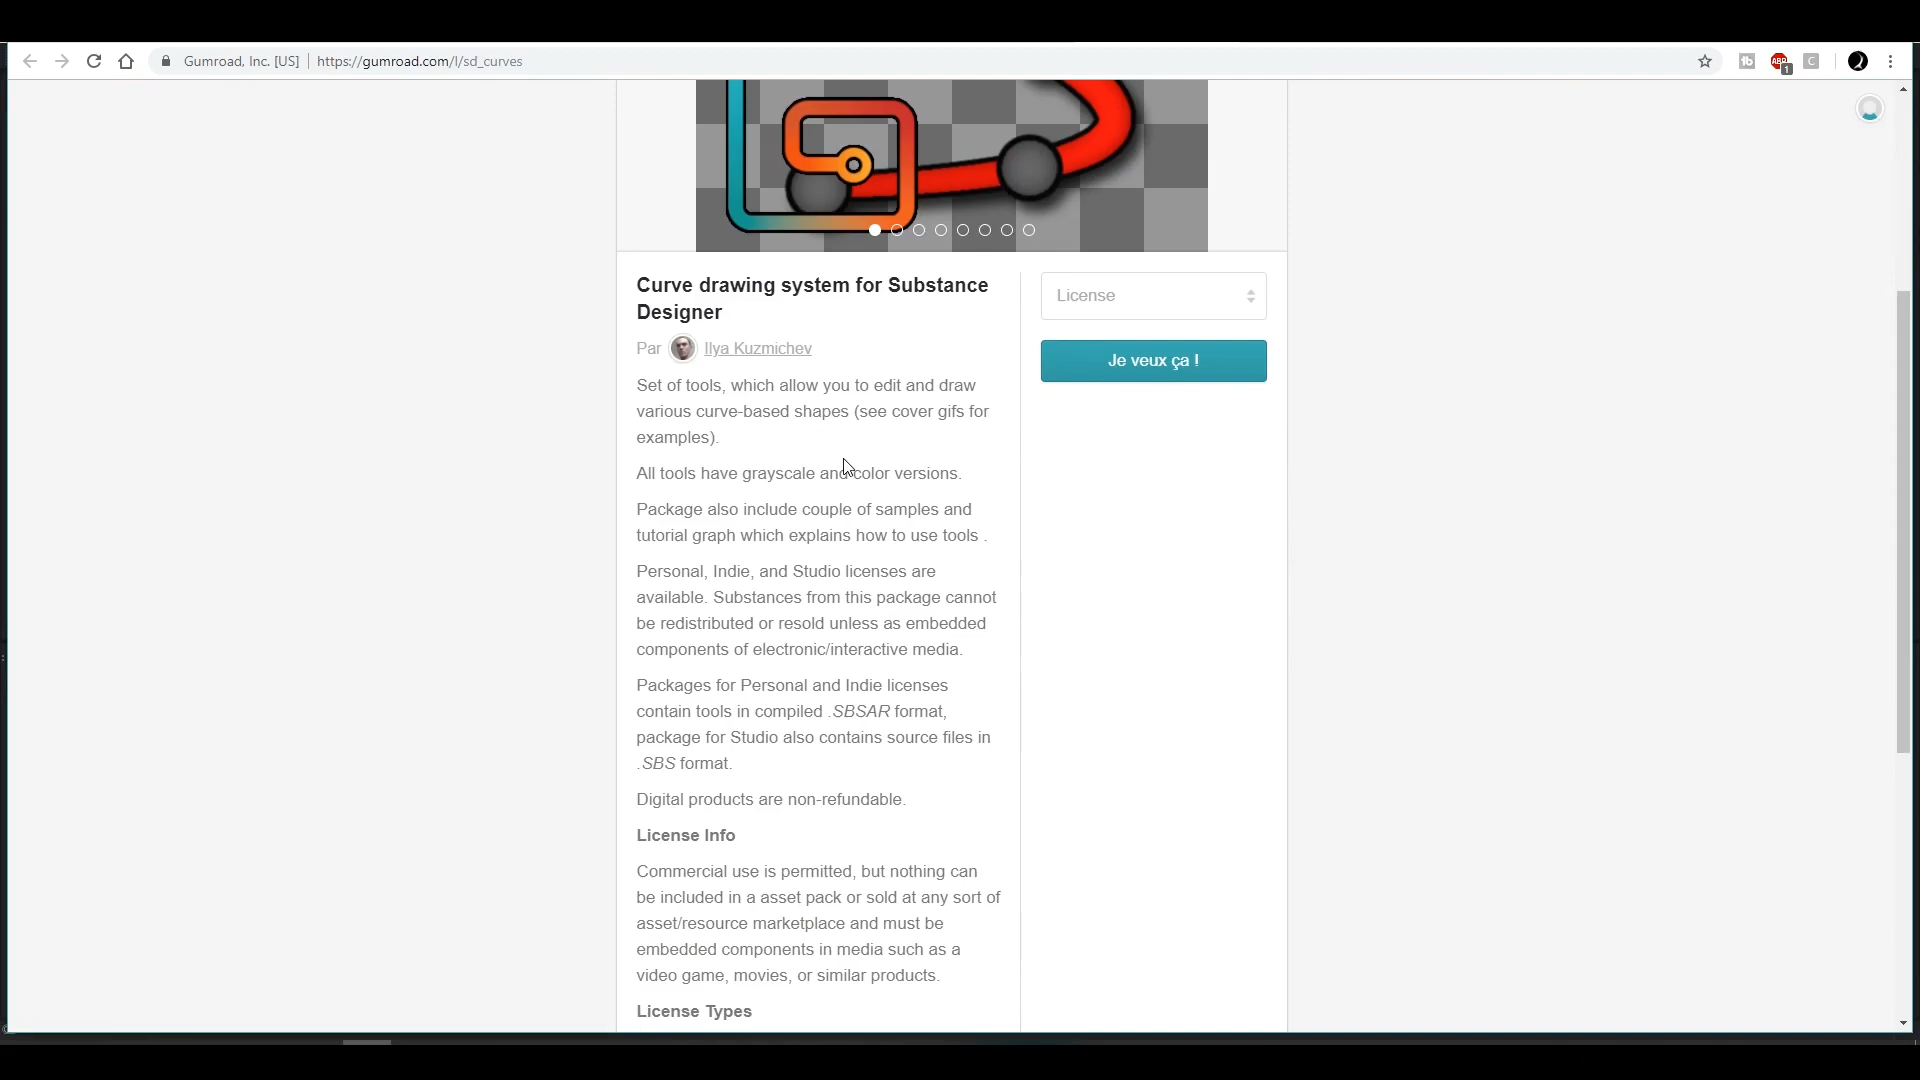 Gumroad, Inc. [US] | https://gumroad.com/l/sd_curves
ABP
1
C
Curve drawing system for Substance
Designer
Par Ilya Kuzmichev
License
Je veux ça !
Set of tools, which allow you to edit and draw
various curve-based shapes (see cover gifs for
examples).
All tools have grayscale and color versions.
Package also include couple of samples and
tutorial graph which explains how to use tools .
Personal, Indie, and Studio licenses are
available. Substances from this package cannot
be redistributed or resold unless as embedded
components of electronic/interactive media.
Packages for Personal and Indie licenses
contain tools in compiled .SBSAR format,
package for Studio also contains source files in
.SBS format.
Digital products are non-refundable.
License Info
Commercial use is permitted, but nothing can
be included in a asset pack or sold at any sort of
asset/resource marketplace and must be
embedded components in media such as a
video game, movies, or similar products.
License Types